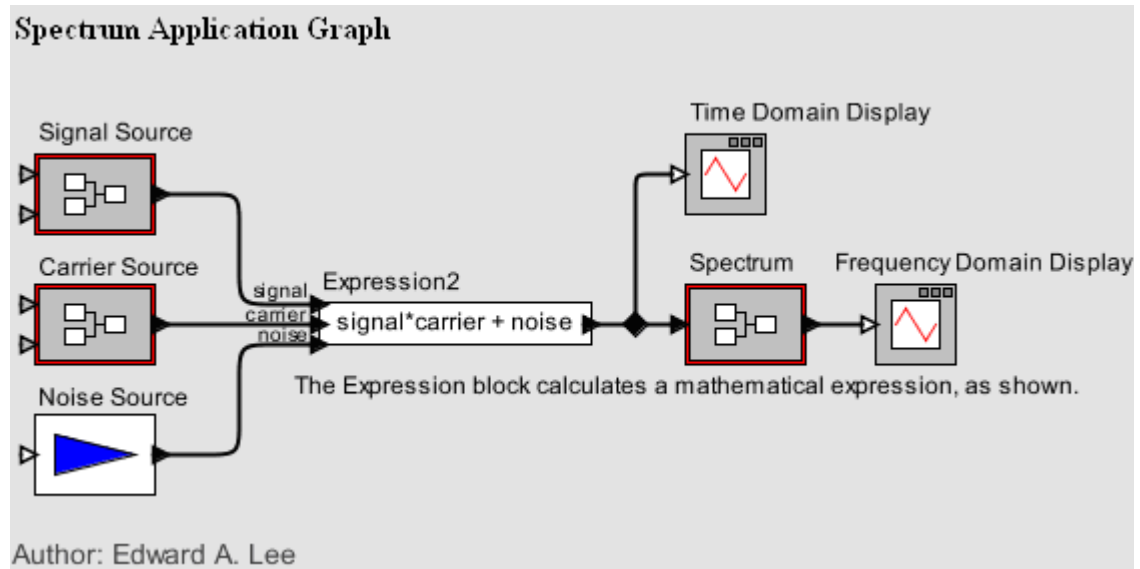 Spectrum Application Graph
Time Domain Display
Signal Source
Carrier Source
Spectrum
Frequency Domain Display
signal
Expression2
carrier
signal*carrier + noise
noise
The Expression block calculates a mathematical expression, as shown.
Noise Source
Author: Edward A. Lee